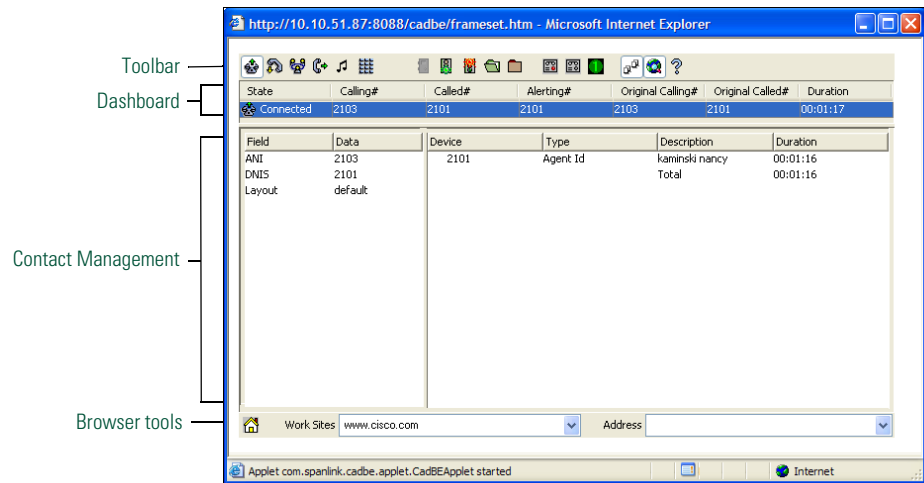 http://10.10.51.87:8088/cadbe/frameset.htm - Microsoft Internet Explorer
Toolbar
Dashboard
State Calling# Called# Alerting# Original Calling# Original Called# Duration
Connected 2103 2101 2101 2103 2101 00:01:17
Field Data Device Type Description Duration
ANI 2103 2101 Agent Id kaminski nancy 00:01:16
DNIS 2101 Total 00:01:16
Layout default
Contact Management
Browser tools
Work Sites www.cisco.com Address
Applet com.spanlink.cadbe.applet.CadBEApplet started Internet